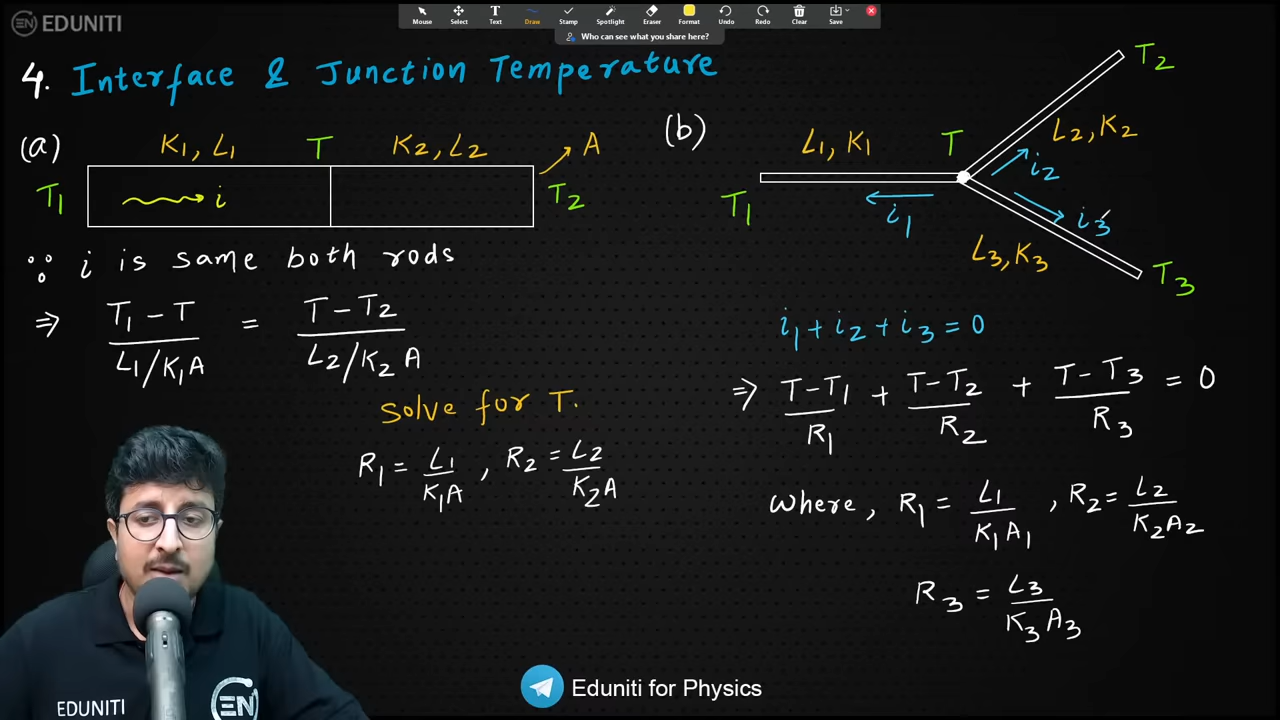 EN EDUNITI
Mouse Select Text Draw Stamp Spotlight Eraser Format Undo Redo Clear Save
Who can see what you share here?
4. Interface & Junction Temperature
(a) K1, L1 T K2, L2 A
T1 i T2
∵ i is same both rods
⇒ (T1 − T)/(L1/K1A) = (T − T2)/(L2/K2 A)
Solve for T.
R1 = L1/K1A , R2 = L2/K2A
(b) L1, K1 T L2, K2 T2
T1 i1 i2 i3
L3, K3 T3
i1 + i2 + i3 = 0
⇒ (T − T1)/R1 + (T − T2)/R2 + (T − T3)/R3 = 0
Where, R1 = L1/K1A1 , R2 = L2/K2A2
R3 = L3/K3A3
EDUNITI
EN
Eduniti for Physics